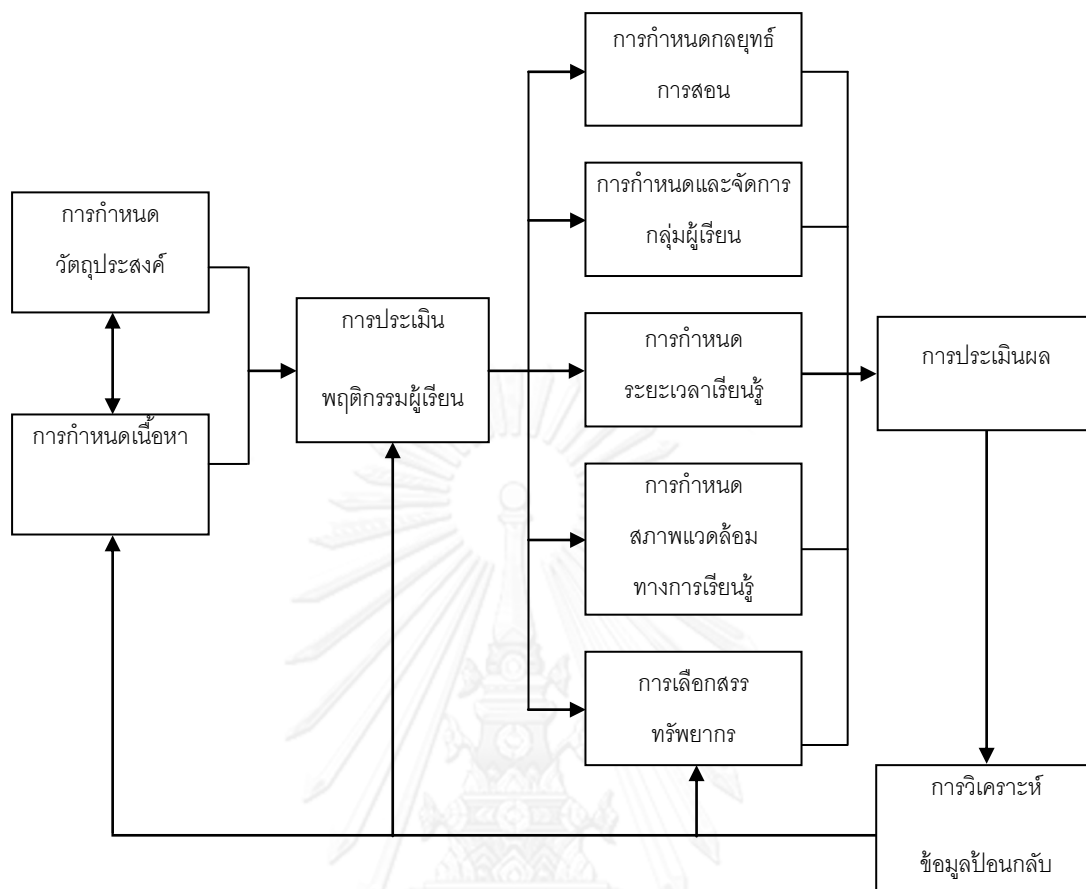 การกำหนด
วัตถุประสงค์
การกำหนดเนื้อหา
การประเมิน
พฤติกรรมผู้เรียน
การกำหนดกลยุทธ์
การสอน
การกำหนดและจัดการ
กลุ่มผู้เรียน
การกำหนด
ระยะเวลาเรียนรู้
การกำหนด
สภาพแวดล้อม
ทางการเรียนรู้
การเลือกสรร
ทรัพยากร
การประเมินผล
การวิเคราะห์
ข้อมูลป้อนกลับ